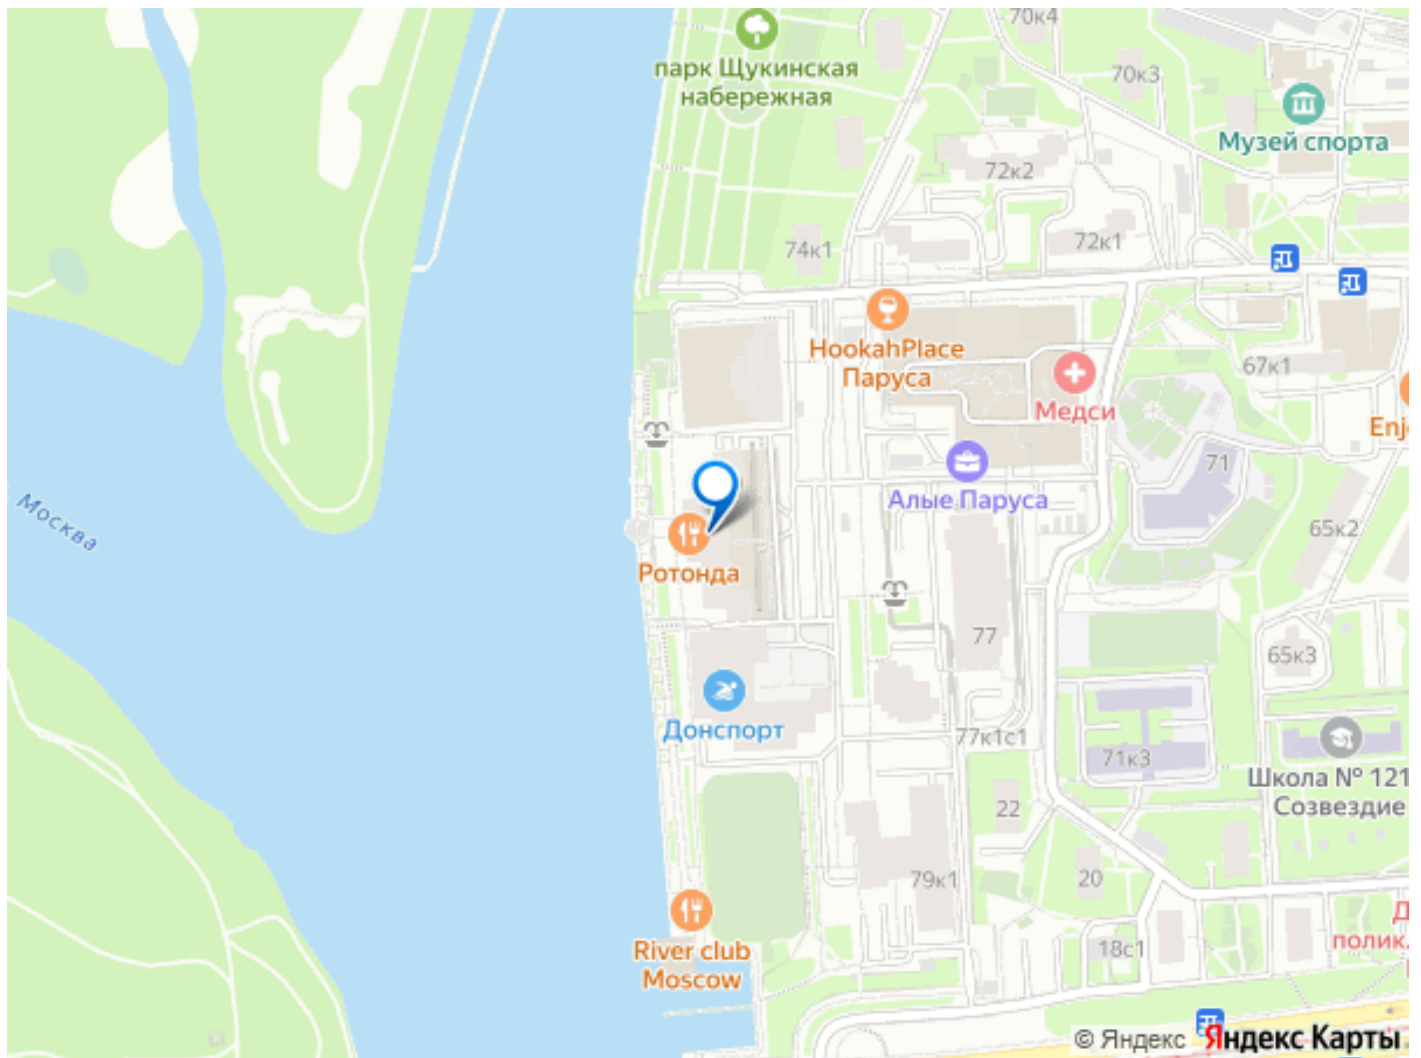 70к4
парк Щукинская
набережная
70к3
Музей спорта
72к2
74к1
72к1
HookahPlace
Паруса
67к1
Медси
Enj
71
Алые Паруса
Москва
65к2
Ротонда
77
65к3
Донспорт
77к1с1
71к3
Школа № 121
Созвездие
22
79к1
20
Д
полик.
River club
Moscow
18с1
© Яндекс Яндекс Карты